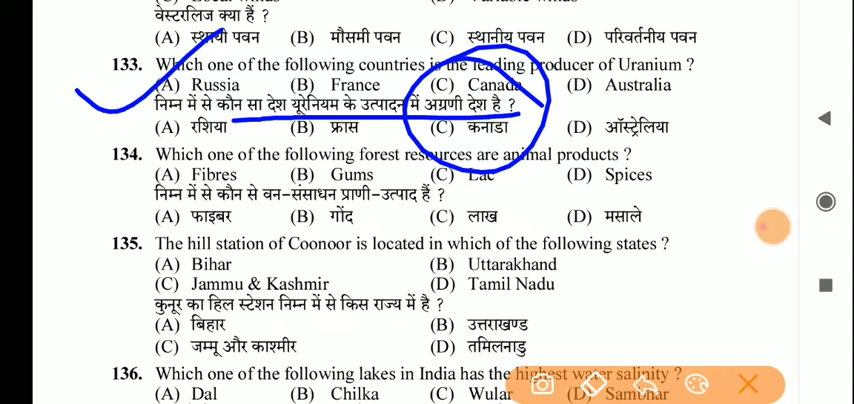 वेस्टरलिज क्या हैं ?
(A) स्थायी पवन (B) मौसमी पवन (C) स्थानीय पवन (D) परिवर्तनीय पवन
133. Which one of the following countries is the leading producer of Uranium ?
(A) Russia (B) France (C) Canada (D) Australia
निम्न में से कौन सा देश यूरेनियम के उत्पादन में अग्रणी देश है ?
(A) रशिया (B) फ्रास (C) कनाडा (D) ऑस्ट्रेलिया
134. Which one of the following forest resources are animal products ?
(A) Fibres (B) Gums (C) Lac (D) Spices
निम्न में से कौन से वन-संसाधन प्राणी-उत्पाद हैं ?
(A) फाइबर (B) गोंद (C) लाख (D) मसाले
135. The hill station of Coonoor is located in which of the following states ?
(A) Bihar (B) Uttarakhand
(C) Jammu & Kashmir (D) Tamil Nadu
कुनूर का हिल स्टेशन निम्न में से किस राज्य में है ?
(A) बिहार (B) उत्तराखण्ड
(C) जम्मू और काश्मीर (D) तमिलनाडु
136. Which one of the following lakes in India has the highest water salinity ?
(A) Dal (B) Chilka (C) Wular (D) Sambhar